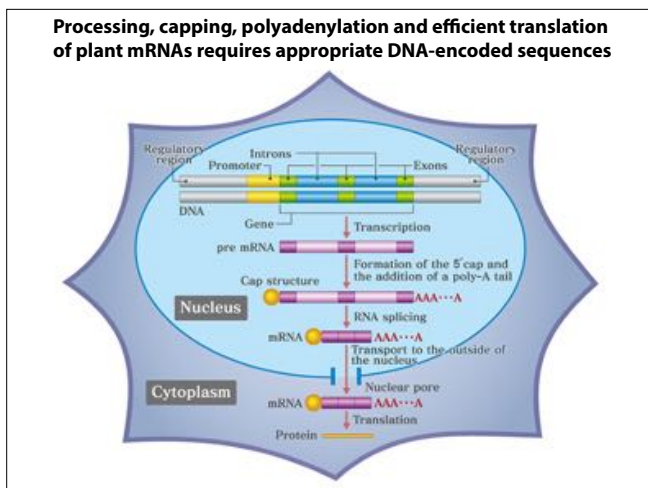 Processing, capping, polyadenylation and efficient translation
of plant mRNAs requires appropriate DNA-encoded sequences
Regulatory
region
Introns
Promoter
Exons
Regulatory
region
DNA
Gene
Transcription
pre mRNA
Formation of the 5'cap and
the addition of a poly-A tail
Cap structure
AAA···A
Nucleus
RNA splicing
mRNA
AAA···A
Transport to the outside of
the nucleus
Nuclear pore
Cytoplasm
mRNA
AAA···A
Translation
Protein